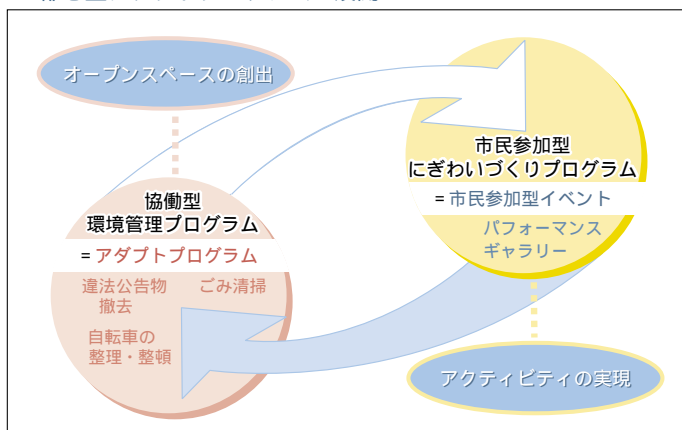 オープンスペースの創出
市民参加型
にぎわいづくりプログラム
=市民参加型イベント
パフォーマンス
ギャラリー
協働型
環境管理プログラム
=アダプトプログラム
違法公告物
撤去
ごみ清掃
自転車の
整理・整頓
アクティビティの実現